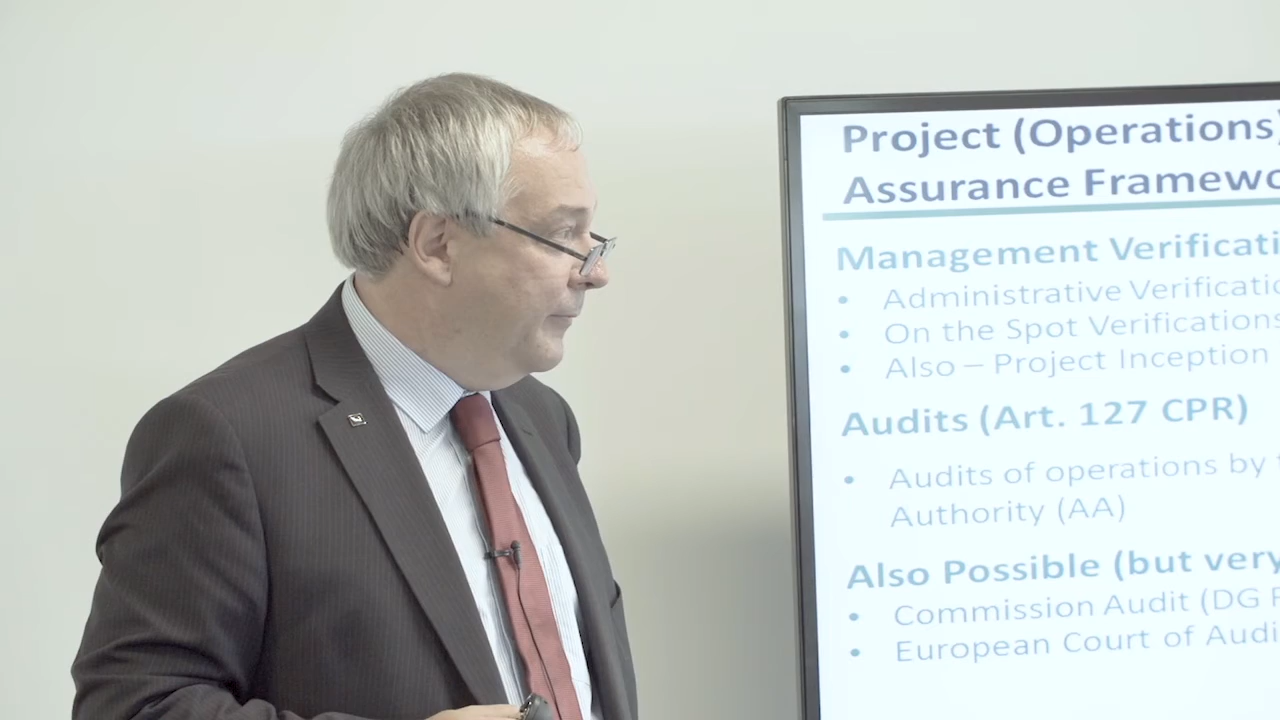 Project (Operations)
Assurance Framewo
Management Verificati
• Administrative Verificatio
• On the Spot Verifications
• Also – Project Inception
Audits (Art. 127 CPR)
• Audits of operations by
Authority (AA)
Also Possible (but very
• Commission Audit (DG
• European Court of Audi